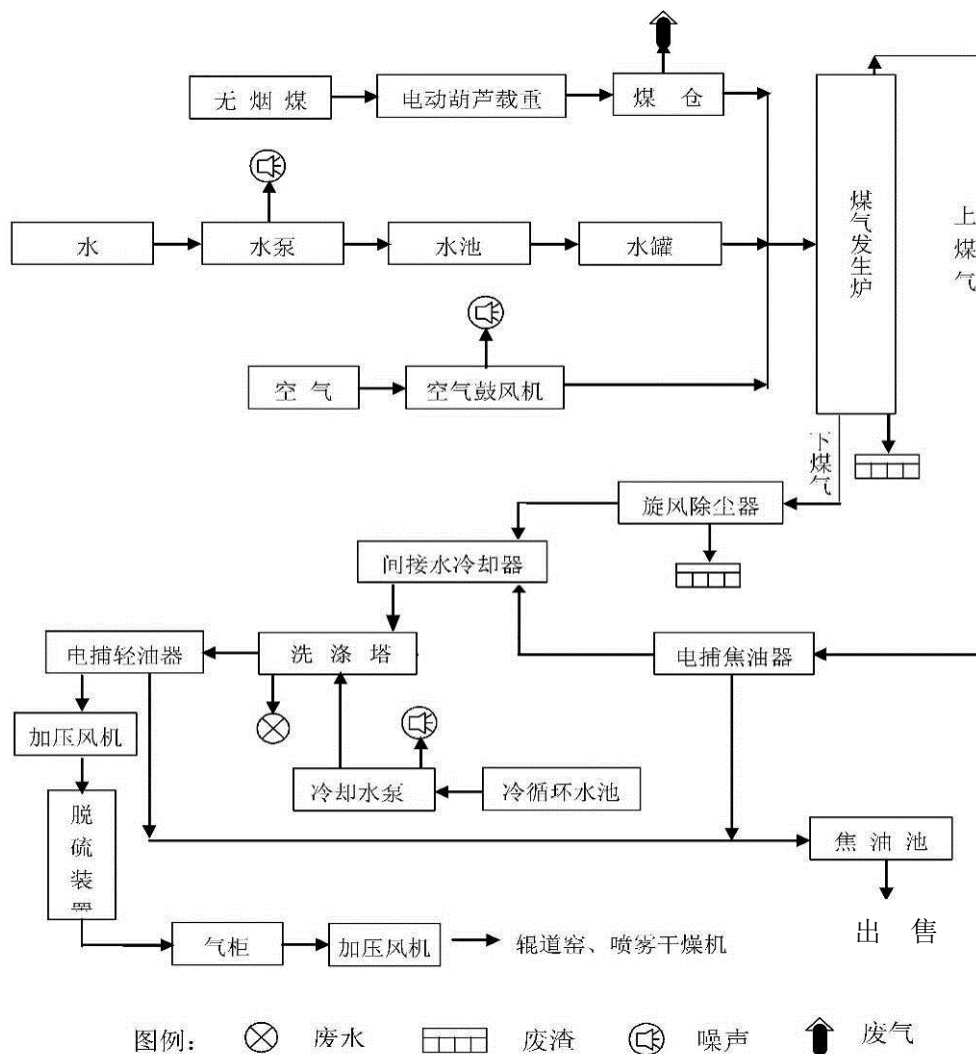 无烟煤
电动葫芦载重
煤仓
水
水泵
水池
水罐
煤气发生炉
上煤气
空气
空气鼓风机
下煤气
旋风除尘器
间接水冷却器
电捕轻油器
洗涤塔
电捕焦油器
加压风机
冷却水泵
冷循环水池
脱硫装置
焦油池
出售
气柜
加压风机
辊道窑、喷雾干燥机
图例： 废水 废渣 噪声 废气